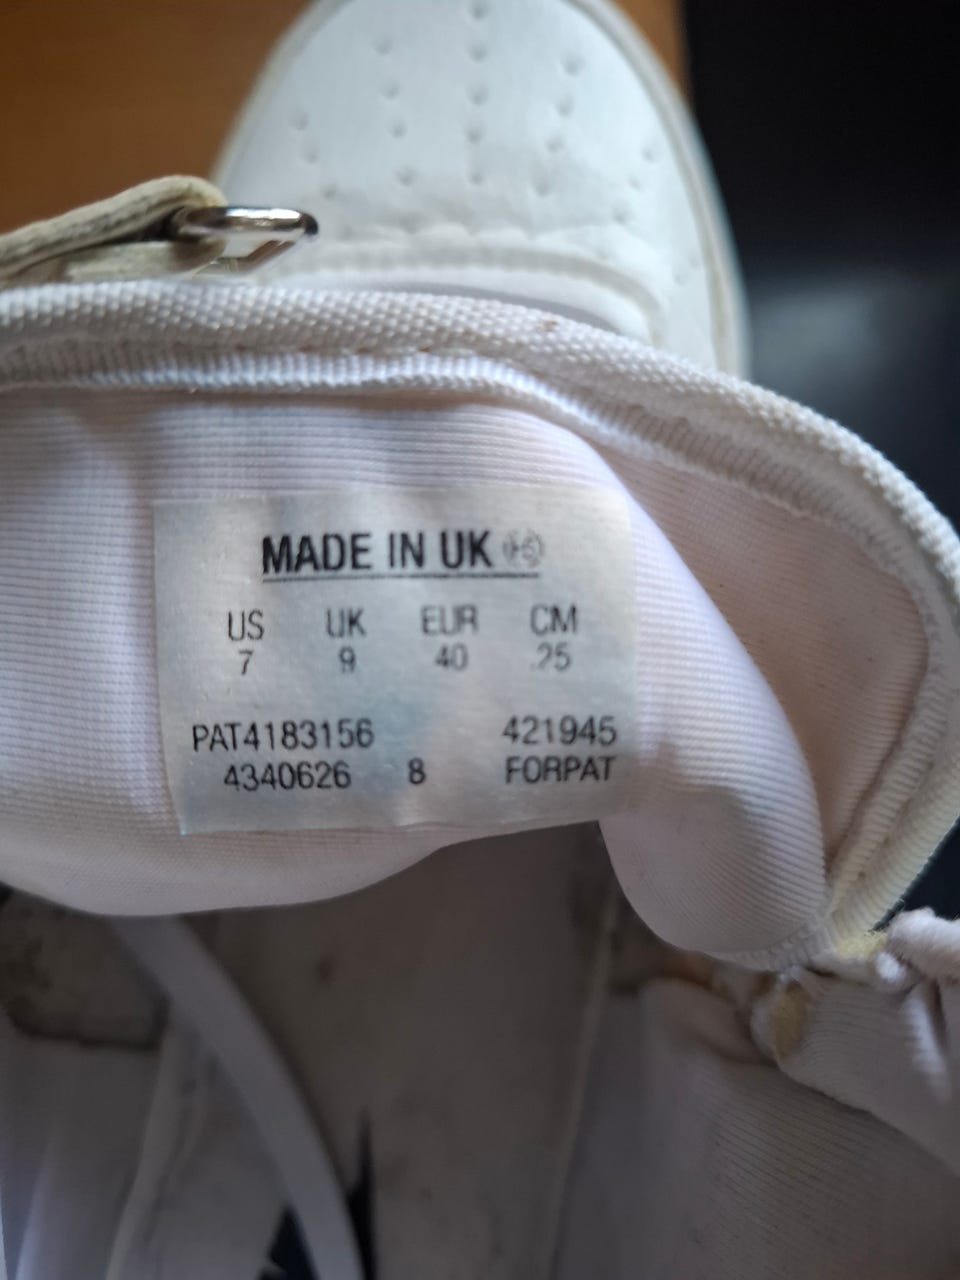 MADE IN UK
US UK EUR CM
7 9 40 25
PAT4183156 421945
4340626 8 FORPAT